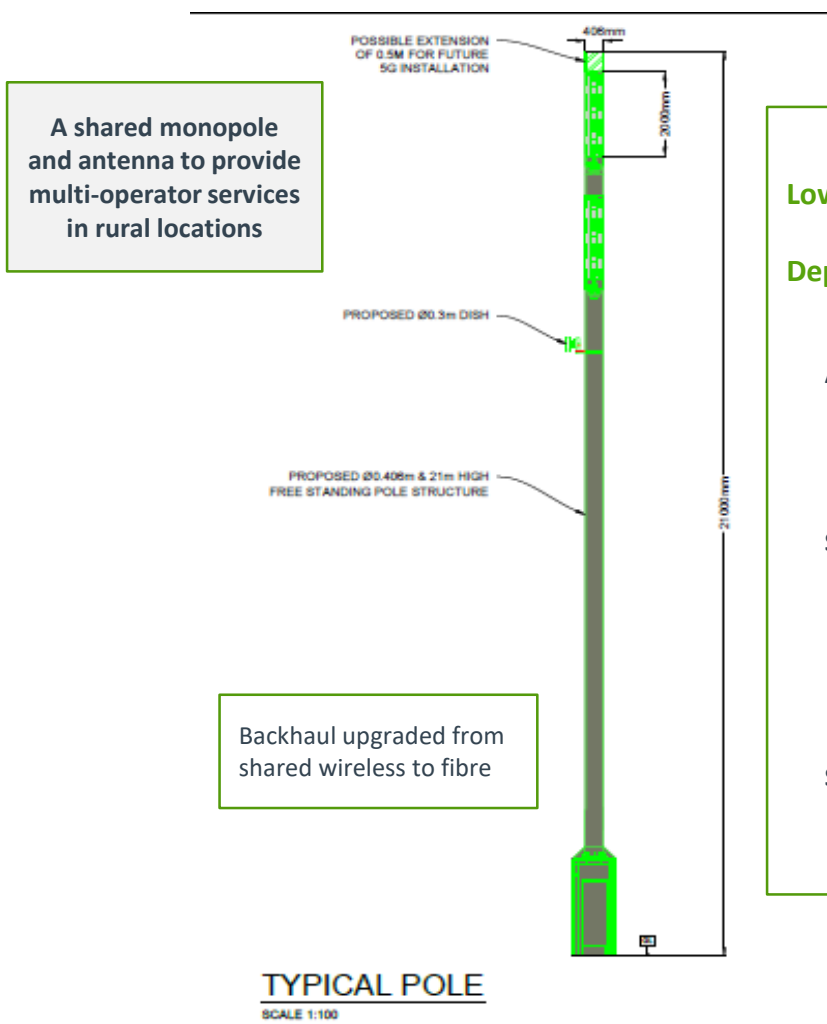 POSSIBLE EXTENSION
OF 0.5M FOR FUTURE
5G INSTALLATION
406mm
2000mm
A shared monopole
and antenna to provide
multi-operator services
in rural locations
PROPOSED Ø0.3m DISH
PROPOSED Ø0.406m & 21m HIGH
FREE STANDING POLE STRUCTURE
21000mm
Backhaul upgraded from
shared wireless to fibre
TYPICAL POLE
SCALE 1:100